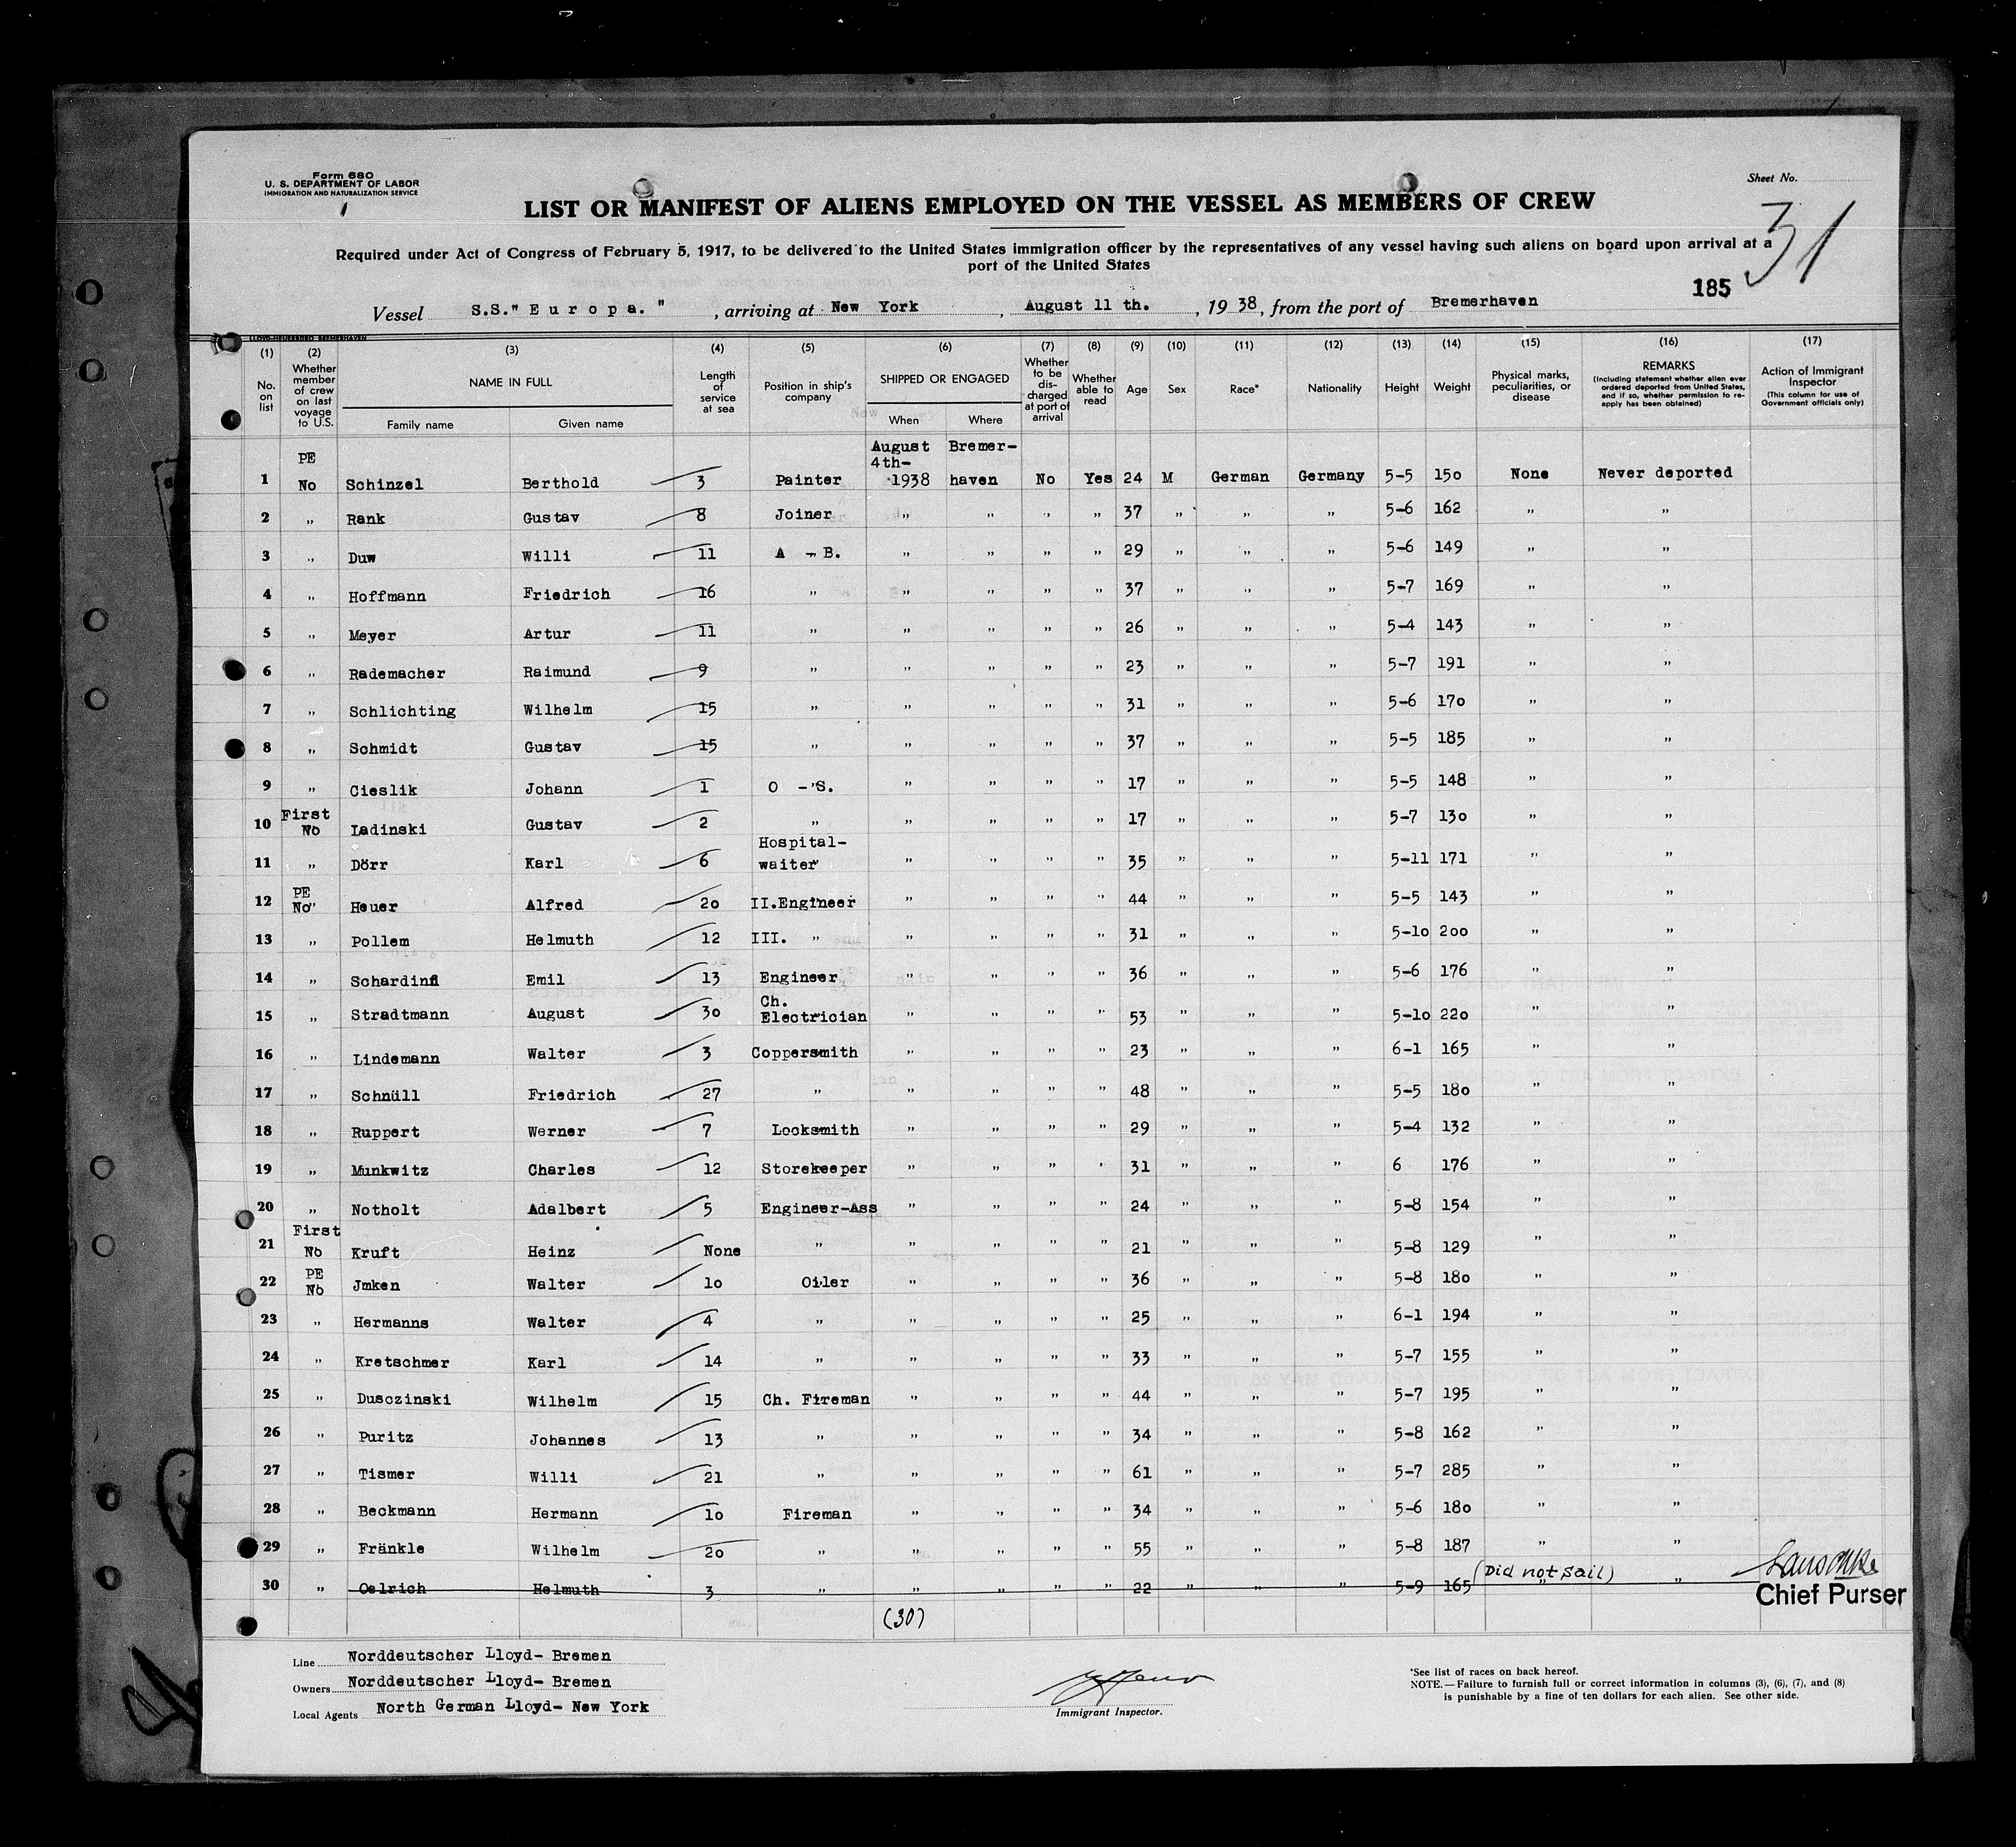 Form 680
U. S. DEPARTMENT OF LABOR
IMMIGRATION AND NATURALIZATION SERVICE
Sheet No.
31
LIST OR MANIFEST OF ALIENS EMPLOYED ON THE VESSEL AS MEMBERS OF CREW
Required under Act of Congress of February 5, 1917, to be delivered to the United States immigration officer by the representatives of any vessel having such aliens on board upon arrival at a
port of the United States
185
Vessel S.S." E u r o p a. " , arriving at New York , August 11 th. , 19 38, from the port of Bremerhaven
LLOYD-HEUERBÜRO BREMERHAVEN
(1) (2) (3) (4) (5) (6) (7) (8) (9) (10) (11) (12) (13) (14) (15) (16) (17)
No. on list Whether member of crew on last voyage to U.S. NAME IN FULL Family name Given name Length of service at sea Position in ship's company SHIPPED OR ENGAGED When Where Whether to be dis-charged at port of arrival Whether able to read Age Sex Race* Nationality Height Weight Physical marks, peculiarities, or disease REMARKS (Including statement whether alien ever ordered deported from United States, and if so, whether permission to re-apply has been obtained) Action of Immigrant Inspector (This column for use of Government officials only)
1 PE No Schinzel Berthold 3 Painter August 4th- 1938 Bremer-haven No Yes 24 M German Germany 5-5 150 None Never deported
2 " Rank Gustav 8 Joiner " " " " 37 " " " 5-6 162 " "
3 " Duw Willi 11 A - B. " " " " 29 " " " 5-6 149 " "
4 " Hoffmann Friedrich 16 " " " " " 37 " " " 5-7 169 " "
5 " Meyer Artur 11 " " " " " 26 " " " 5-4 143 " "
6 " Rademacher Raimund 9 " " " " " 23 " " " 5-7 191 " "
7 " Schlichting Wilhelm 15 " " " " " 31 " " " 5-6 170 " "
8 " Schmidt Gustav 15 " " " " " 37 " " " 5-5 185 " "
9 " Cieslik Johann 1 O - S. " " " " 17 " " " 5-5 148 " "
10 First No Ladinski Gustav 2 " " " " " 17 " " " 5-7 130 " "
11 " Dörr Karl 6 Hospital-waiter " " " " 35 " " " 5-11 171 " "
12 PE No" Heuer Alfred 20 II.Engineer " " " " 44 " " " 5-5 143 " "
13 " Pollem Helmuth 12 III. " " " " " 31 " " " 5-10 200 " "
14 " Emil 13 Engineer " " " " 36 " " " 5-6 176 " "
15 " Stradtmann August 30 Ch. Electrician " " " " 53 " " " 5-10 220 " "
16 " Lindemann Walter 3 Coppersmith " " " " 23 " " " 6-1 165 " "
17 " Schnüll Friedrich 27 " " " " " 48 " " " 5-5 180 " "
18 " Ruppert Werner 7 Locksmith " " " " 29 " " " 5-4 132 " "
19 " Munkwitz Charles 12 Storekeeper " " " " 31 " " " 6 176 " "
20 " Notholt Adalbert 5 Engineer-Ass " " " " 24 " " " 5-8 154 " "
21 First No Kruft Heinz None " " " " " 21 " " " 5-8 129 " "
22 PE No Jmken Walter 10 Oiler " " " " 36 " " " 5-8 180 " "
23 " Hermanns Walter 4 " " " " " 25 " " " 6-1 194 " "
24 " Kretschmer Karl 14 " " " " " 33 " " " 5-7 155 " "
25 " Dusczinski Wilhelm 15 Ch. Fireman " " " " 44 " " " 5-7 195 " "
26 " Puritz Johannes 13 " " " " " 34 " " " 5-8 162 " "
27 " Tismer Willi 21 " " " " " 61 " " " 5-7 285 " "
28 " Beckmann Hermann 10 Fireman " " " " 34 " " " 5-6 180 " "
29 " Fränkle Wilhelm 20 " " " " " 55 " " " 5-8 187 " "
30 " Oelrich Helmuth 3 " " " " " 22 " " " 5-9 165 (Did not sail) " "
Chief Purser
(30)
Line Norddeutscher Lloyd- Bremen
Owners Norddeutscher Lloyd- Bremen
Local Agents North German Lloyd- New York
Immigrant Inspector.
*See list of races on back hereof.
NOTE.—Failure to furnish full or correct information in columns (3), (6), (7), and (8)
is punishable by a fine of ten dollars for each alien. See other side.